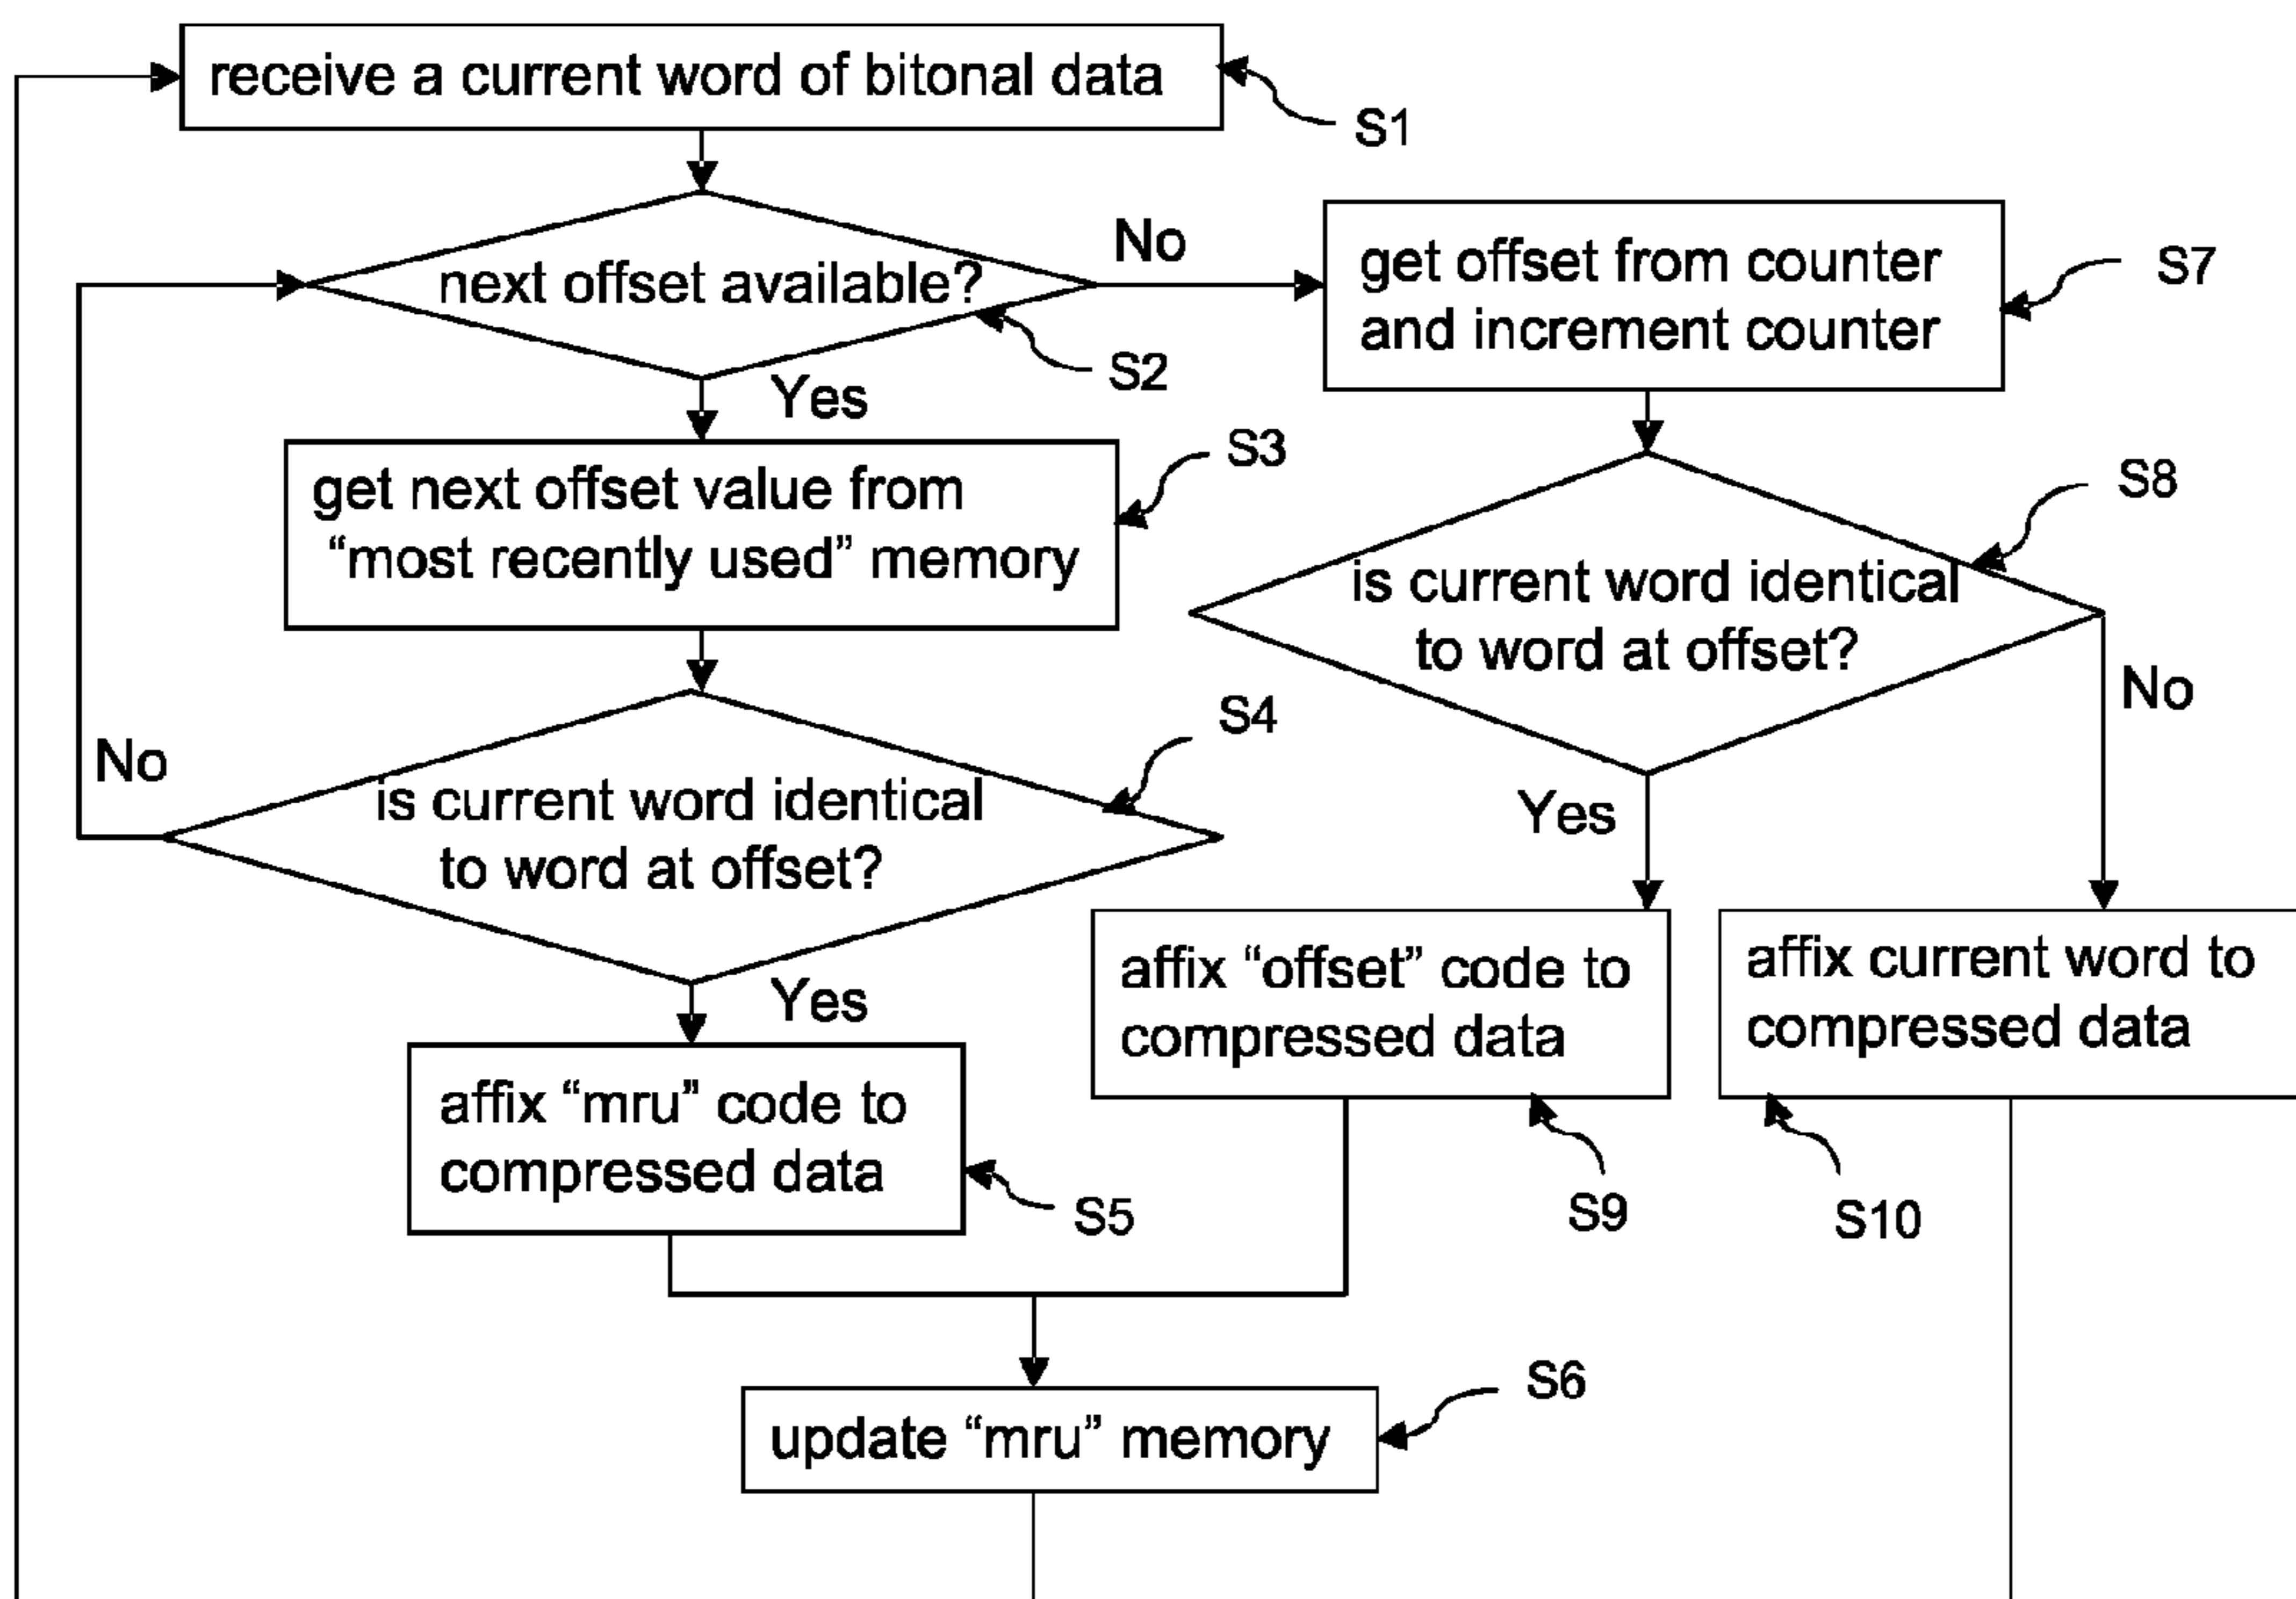 receive a current word of bitonal data
S1
next offset available?
No
S2
Yes
get offset from counter
and increment counter
S7
get next offset value from
“most recently used” memory
S3
is current word identical
to word at offset?
S8
No
Yes
is current word identical
to word at offset?
S4
No
Yes
affix “mru” code to
compressed data
S5
affix “offset” code to
compressed data
S9
affix current word to
compressed data
S10
update “mru” memory
S6